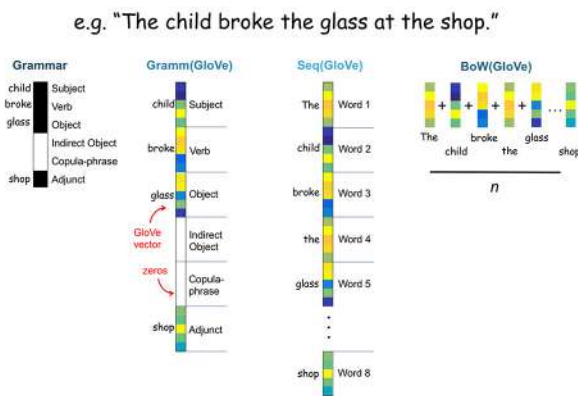 e.g. “The child broke the glass at the shop.”
Grammar
child Subject
broke Verb
glass Object
Indirect Object
Copula-phrase
shop Adjunct
Gramm(GloVe)
child Subject
broke Verb
glass Object
GloVe
vector
Indirect
Object
zeros
Copula-
phrase
shop Adjunct
Seq(GloVe)
The Word 1
child Word 2
broke Word 3
the Word 4
glass Word 5
⋮
shop Word 8
BoW(GloVe)
+ + + + ...
The broke glass
child the shop
n